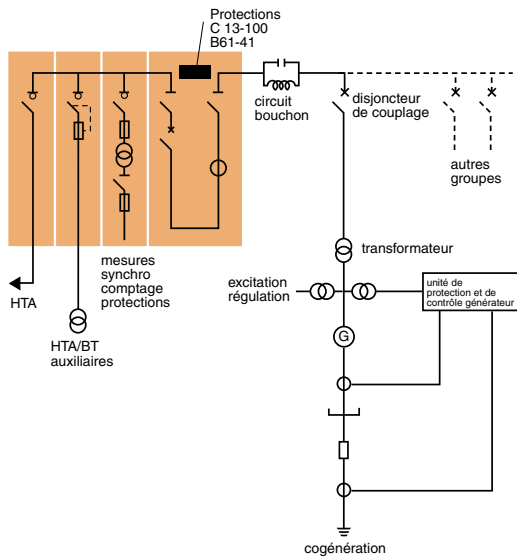 Protections
C 13-100
B61-41
circuit
bouchon
disjoncteur
de couplage
autres
groupes
HTA
mesures
synchro
comptage
protections
HTA/BT
auxiliaires
transformateur
excitation
régulation
unité de
protection et de
contrôle générateur
G
cogénération